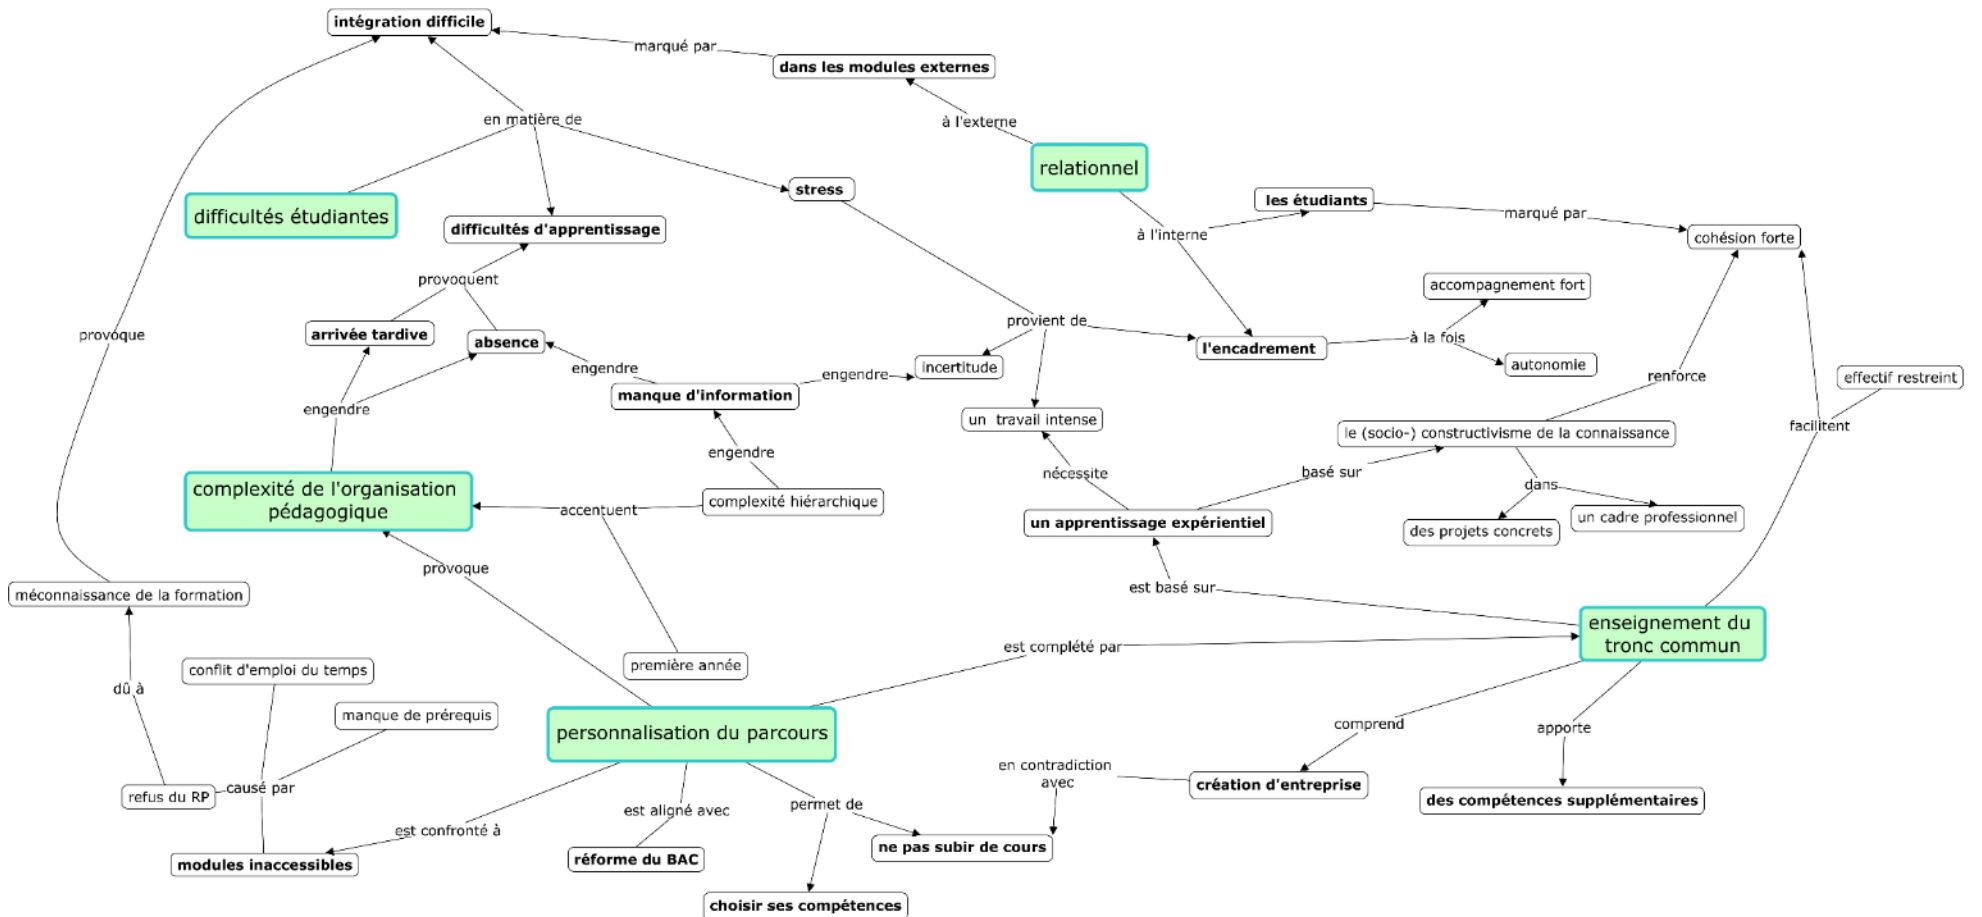 intégration difficile
marqué par
dans les modules externes
à l'externe
en matière de
relationnel
stress
les étudiants
difficultés étudiantes
marqué par
difficultés d'apprentissage
à l'interne
cohésion forte
provoquent
accompagnement fort
provoque
arrivée tardive
absence
provient de
l'encadrement
à la fois
autonomie
engendre
incertitude
engendre
renforce
effectif restreint
manque d'information
engendre
un travail intense
facilitent
le (socio-) constructivisme de la connaissance
engendre
nécessite
basé sur
dans
complexité de l'organisation
pédagogique
complexité hiérarchique
accentuent
un apprentissage expérientiel
des projets concrets
un cadre professionnel
provoque
est basé sur
méconnaissance de la formation
enseignement du
tronc commun
est complété par
première année
conflit d'emploi du temps
dû à
manque de prérequis
personnalisation du parcours
comprend
apporte
en contradiction
avec
causé par
refus du RP
création d'entreprise
des compétences supplémentaires
est aligné avec
permet de
est confronté à
ne pas subir de cours
modules inaccessibles
réforme du BAC
choisir ses compétences